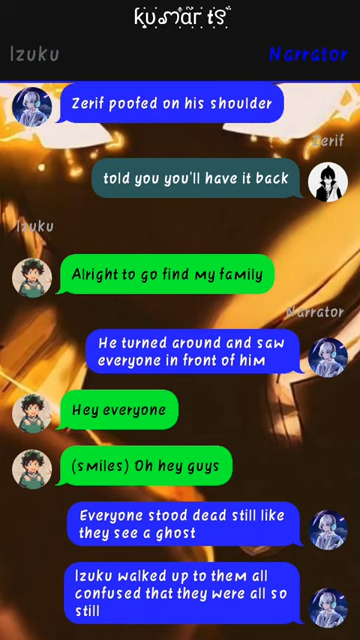 kumar ts
Izuku
Narrator
Zerif poofed on his shoulder
Zerif
told you you'll have it back
Izuku
Alright to go find my family
Narrator
He turned around and saw
everyone in front of him
Hey everyone
(smiles) Oh hey guys
Everyone stood dead still like
they see a ghost
Izuku walked up to them all
confused that they were all so
still